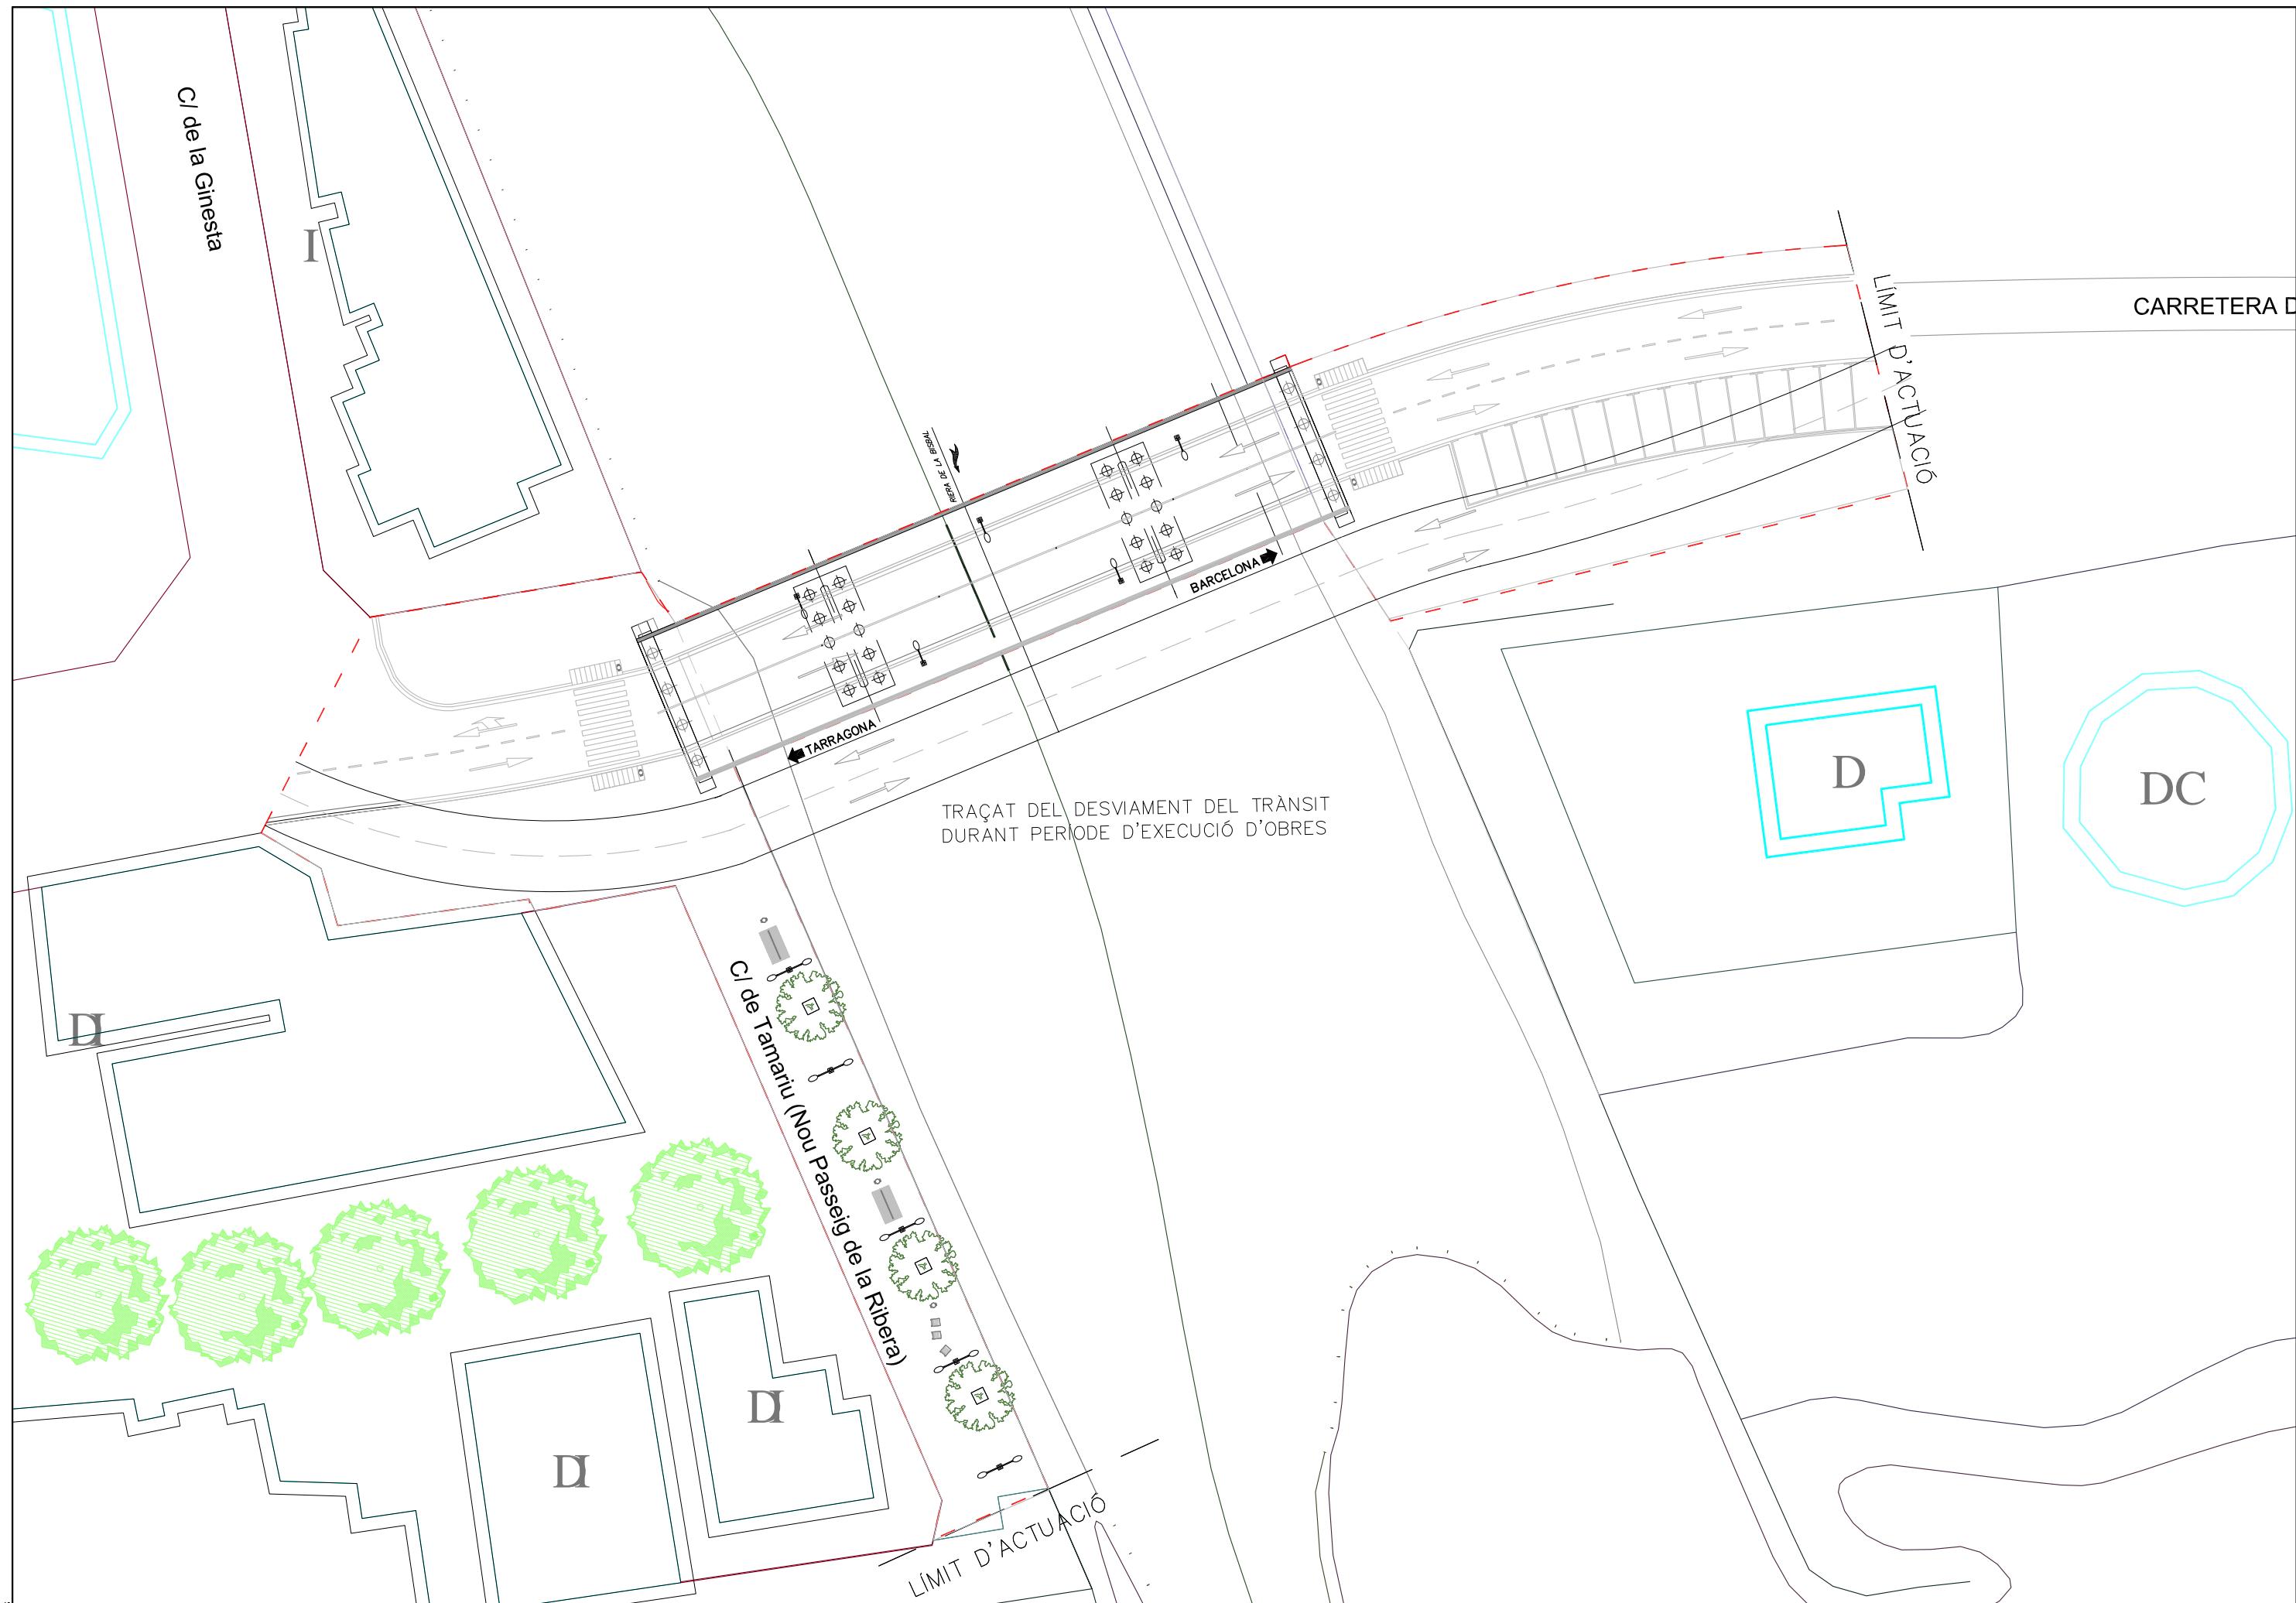 C/ de la Ginesta
I
RIERA DE LA BISBAL
LÍMIT D'ACTUACIÓ
CARRETERA D
BARCELONA
TARRAGONA
TRAÇAT DEL DESVIAMENT DEL TRÀNSIT
DURANT PERÍODE D'EXECUCIÓ D'OBRES
D
DC
DI
C/ de Tamariu (Nou Passeig de la Ribera)
DI
DI
LÍMIT D'ACTUACIÓ